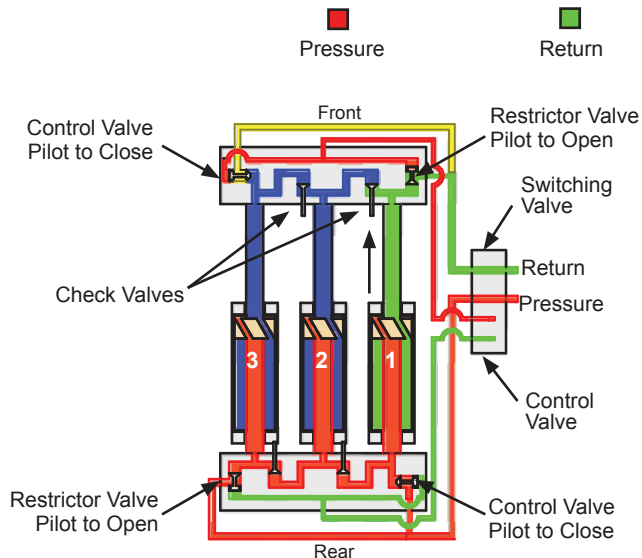 Pressure
Return
Front
Control Valve
Pilot to Close
Restrictor Valve
Pilot to Open
Switching
Valve
Return
Pressure
Check Valves
3
2
1
Control
Valve
Restrictor Valve
Pilot to Open
Control Valve
Pilot to Close
Rear